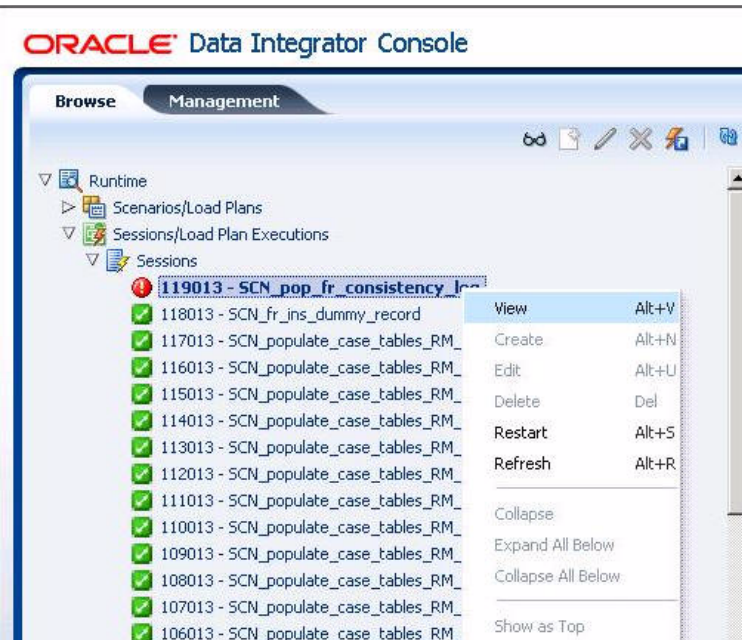 ORACLE Data Integrator Console
Browse Management
Runtime
Scenarios/Load Plans
Sessions/Load Plan Executions
Sessions
119013 - SCN_pop_fr_consistency_log
118013 - SCN_fr_ins_dummy_record
117013 - SCN_populate_case_tables_RM_
116013 - SCN_populate_case_tables_RM_
115013 - SCN_populate_case_tables_RM_
114013 - SCN_populate_case_tables_RM_
113013 - SCN_populate_case_tables_RM_
112013 - SCN_populate_case_tables_RM_
111013 - SCN_populate_case_tables_RM_
110013 - SCN_populate_case_tables_RM_
109013 - SCN_populate_case_tables_RM_
108013 - SCN_populate_case_tables_RM_
107013 - SCN_populate_case_tables_RM_
106013 - SCN_populate_case_tables_RM_
View Alt+V
Create Alt+N
Edit Alt+U
Delete Del
Restart Alt+S
Refresh Alt+R
Collapse
Expand All Below
Collapse All Below
Show as Top